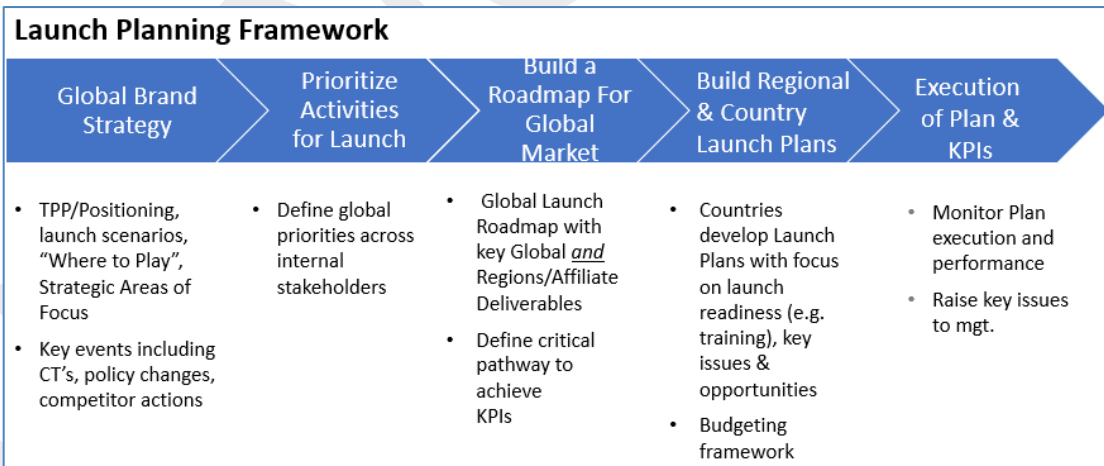 Launch Planning Framework
Global Brand
Strategy
Prioritize
Activities
for Launch
Build a
Roadmap For
Global
Market
Build Regional
& Country
Launch Plans
Execution
of Plan &
KPIs
• TPP/Positioning,
launch scenarios,
“Where to Play”,
Strategic Areas of
Focus
• Key events including
CT’s, policy changes,
competitor actions
• Define global
priorities across
internal
stakeholders
• Global Launch
Roadmap with
key Global and
Regions/Affiliate
Deliverables
• Define critical
pathway to
achieve
KPIs
• Countries
develop Launch
Plans with focus
on launch
readiness (e.g.
training), key
issues &
opportunities
• Budgeting
framework
• Monitor Plan
execution and
performance
• Raise key issues
to mgt.